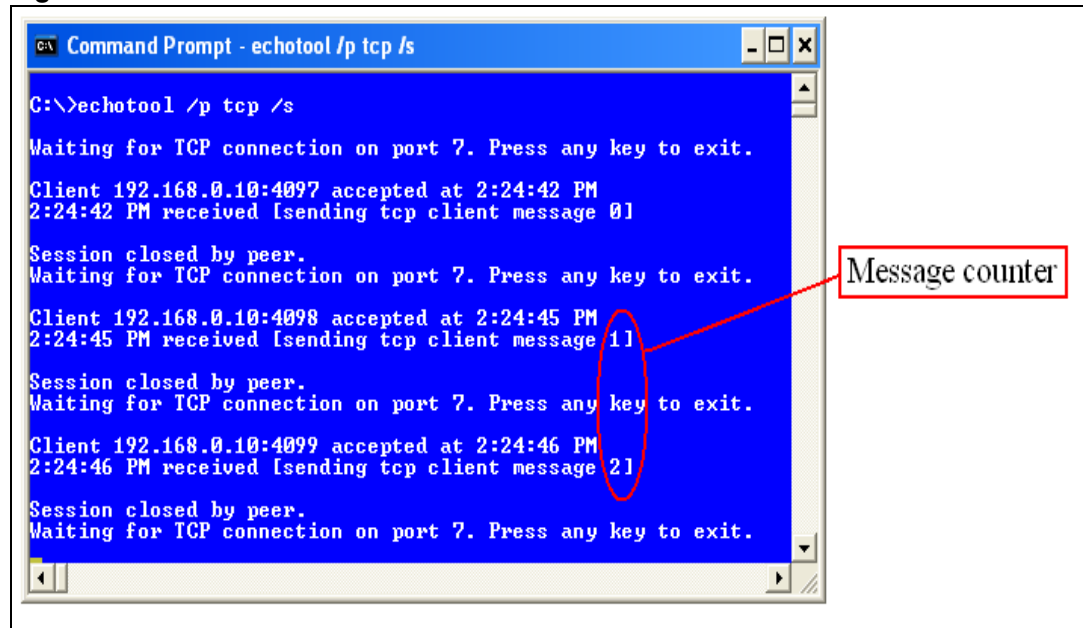 Command Prompt - echotool /p tcp /s
C:\>echotool /p tcp /s
Waiting for TCP connection on port 7. Press any key to exit.
Client 192.168.0.10:4097 accepted at 2:24:42 PM
2:24:42 PM received [sending tcp client message 0]
Session closed by peer.
Waiting for TCP connection on port 7. Press any key to exit.
Client 192.168.0.10:4098 accepted at 2:24:45 PM
2:24:45 PM received [sending tcp client message 1]
Session closed by peer.
Waiting for TCP connection on port 7. Press any key to exit.
Client 192.168.0.10:4099 accepted at 2:24:46 PM
2:24:46 PM received [sending tcp client message 2]
Session closed by peer.
Waiting for TCP connection on port 7. Press any key to exit.
Message counter